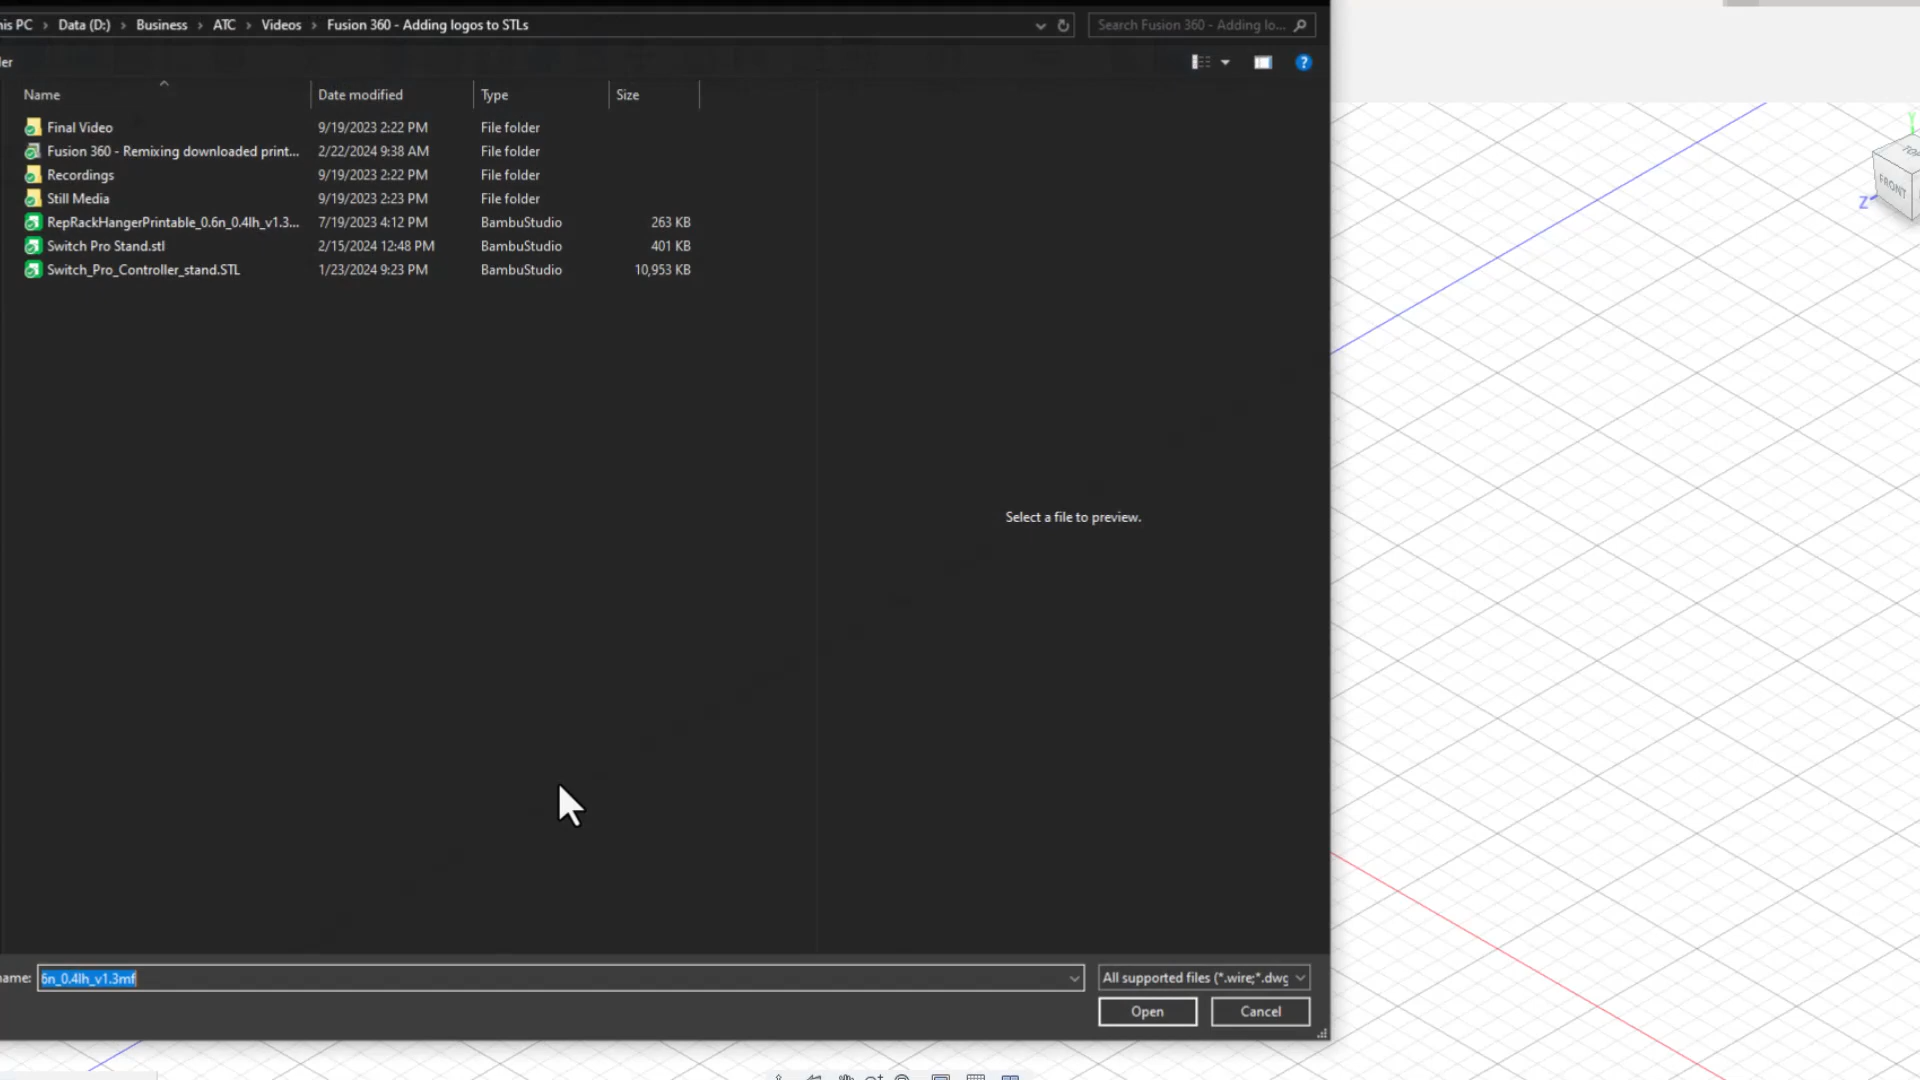 his PC > Data (D:) > Business > ATC > Videos > Fusion 360 - Adding logos to STLs
Search Fusion 360 - Adding lo...
der
Name Date modified Type Size
Final Video 9/19/2023 2:22 PM File folder
Fusion 360 - Remixing downloaded print... 2/22/2024 9:38 AM File folder
Recordings 9/19/2023 2:22 PM File folder
Still Media 9/19/2023 2:23 PM File folder
RepRackHangerPrintable_0.6n_0.4lh_v1.3... 7/19/2023 4:12 PM BambuStudio 263 KB
Switch Pro Stand.stl 2/15/2024 12:48 PM BambuStudio 401 KB
Switch_Pro_Controller_stand.STL 1/23/2024 9:23 PM BambuStudio 10,953 KB
Select a file to preview.
name: 6n_0.4lh_v1.3mf
All supported files (*.wire;*.dwg
Open Cancel
Y
TOP
FRONT
Z